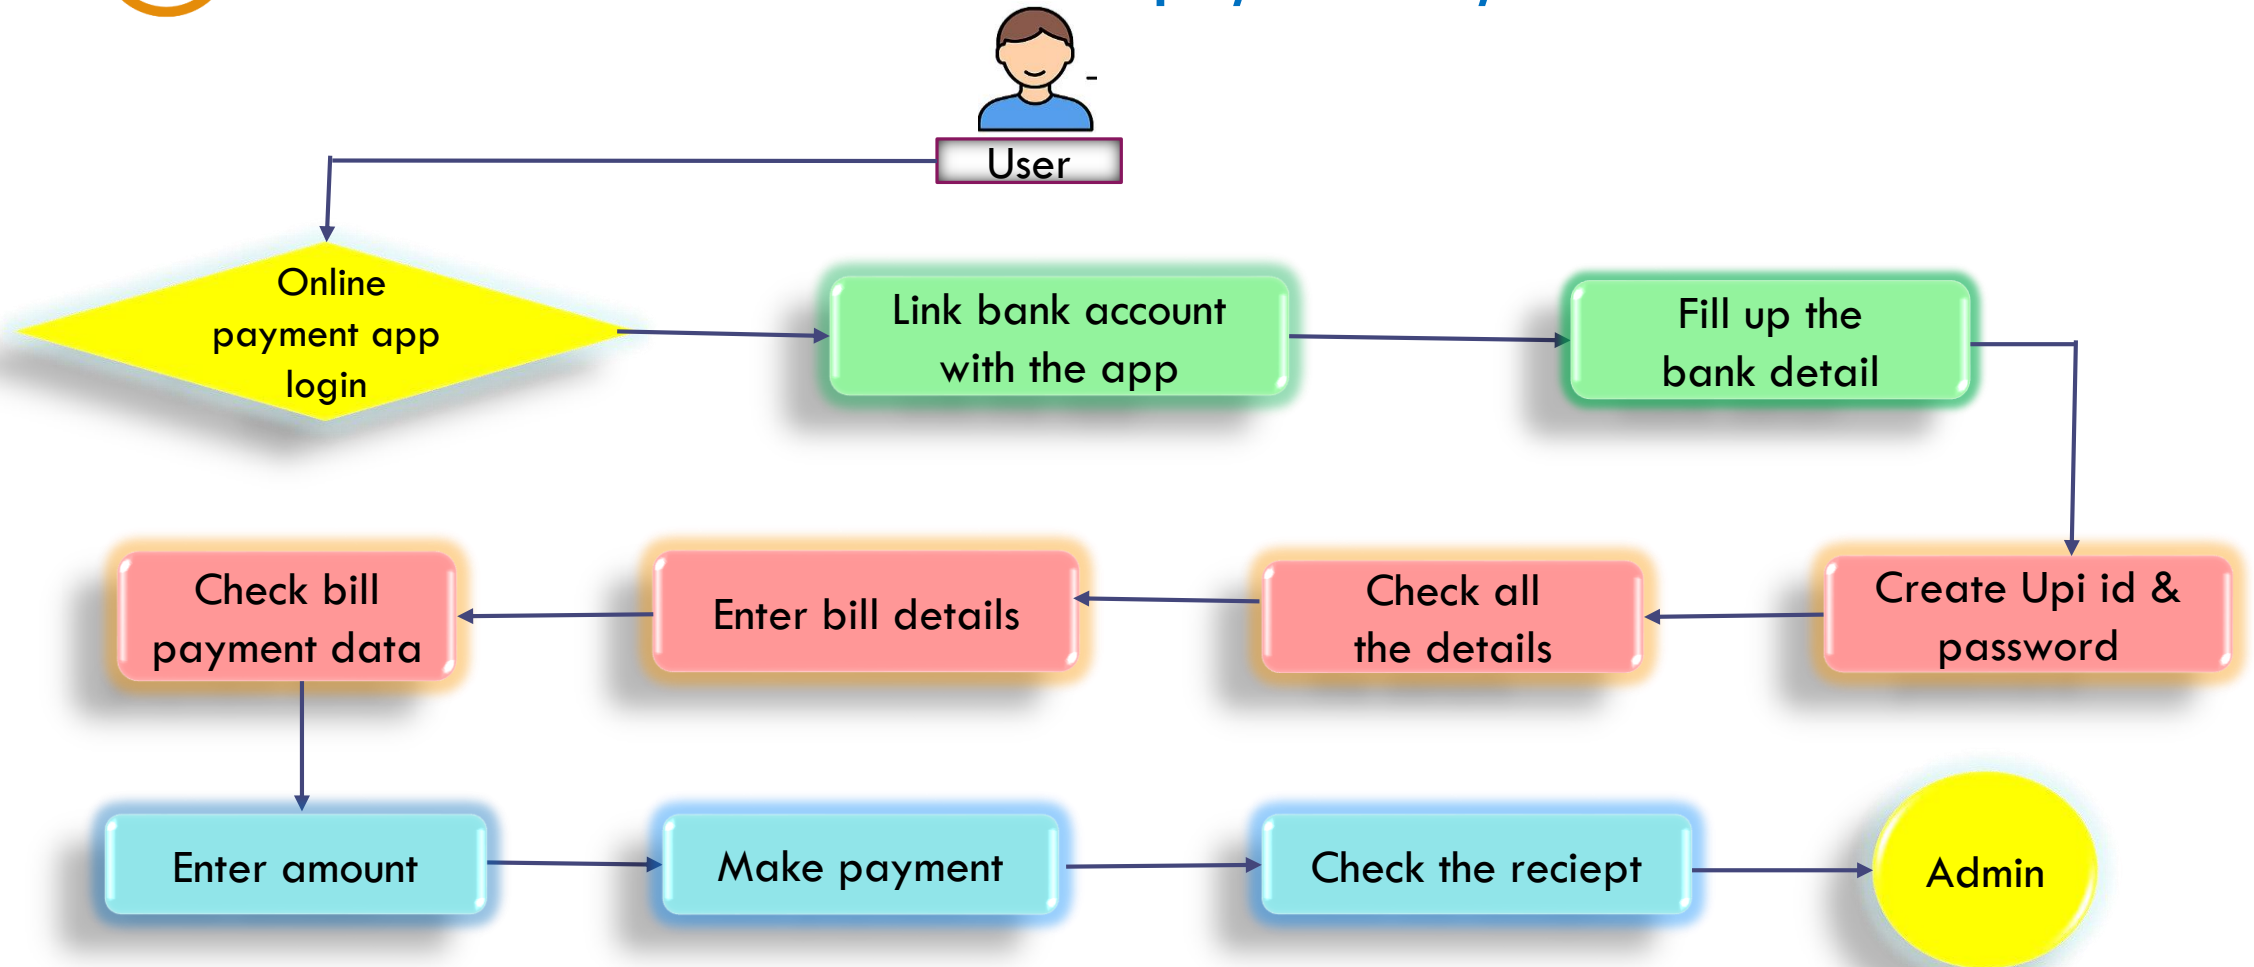 User
Online
payment app
login
Link bank account
with the app
Fill up the
bank detail
Check bill
payment data
Enter bill details
Check all
the details
Create Upi id &
password
Enter amount
Make payment
Check the reciept
Admin